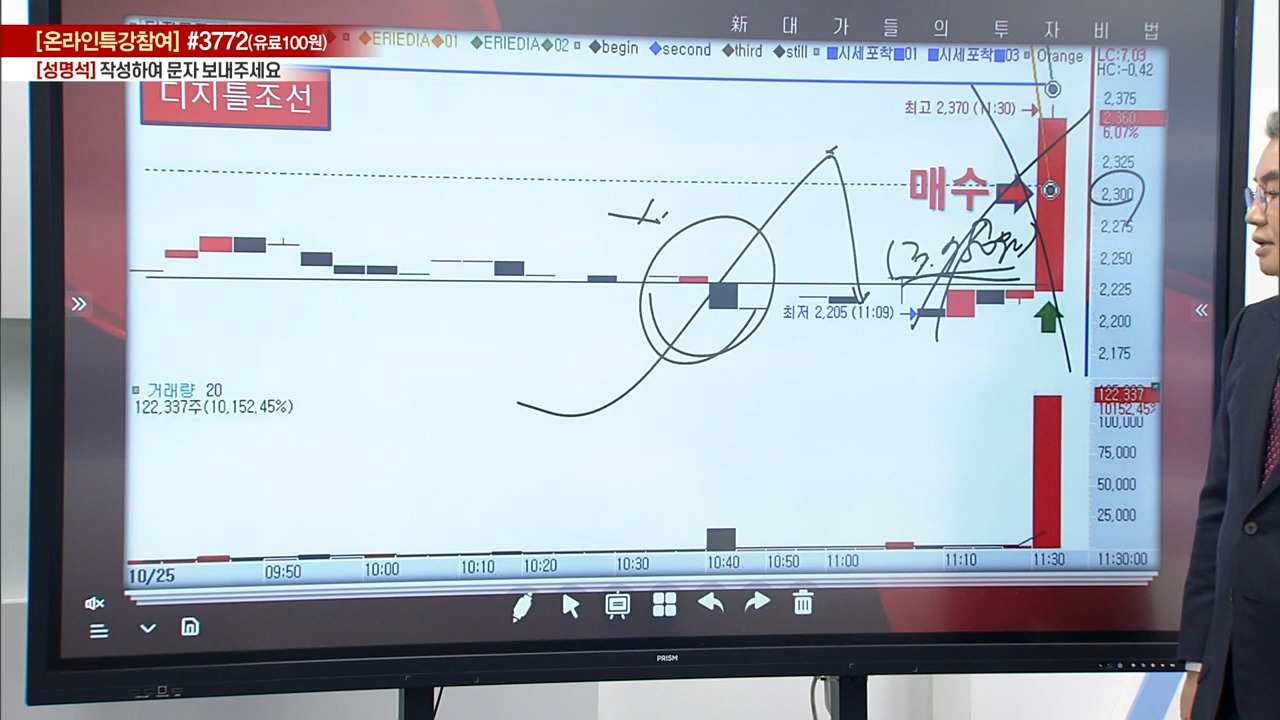 [온라인특강참여] #3772(유료100원)
[성명석] 작성하여 문자 보내주세요
新 대 가 들 의 투 자 비 법
ERIEDIA 01 ERIEDIA 02 begin second third still 시세포착 01 시세포착 03 Orange
LC:7,03
HC:-0,42
디지틀조선
최고 2,370 (11:30)
2,375
2,360
6,07%
2,325
매수
2,300
2,275
2,250
2,225
최저 2,205 (11:09)
2,200
2,175
거래량 20
122,337주(10,152,45%)
122,337
10152,45%
100,000
75,000
50,000
25,000
10/25 09:50 10:00 10:10 10:20 10:30 10:40 10:50 11:00 11:10 11:30 11:30:00
PRISM